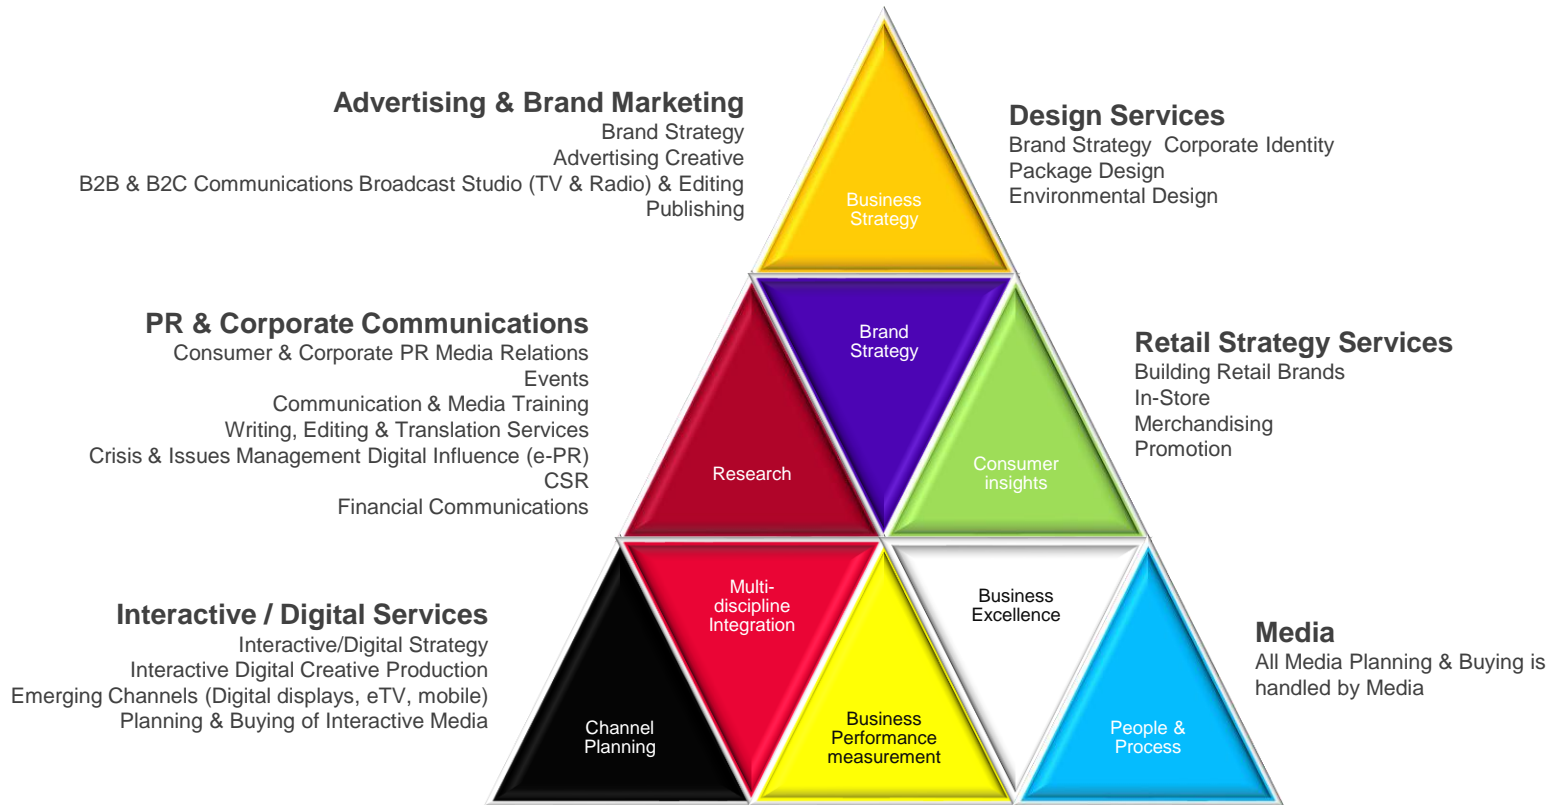 Advertising & Brand Marketing
Brand Strategy
Advertising Creative
B2B & B2C Communications Broadcast Studio (TV & Radio) & Editing
Publishing
Design Services
Brand Strategy  Corporate Identity
Package Design
Environmental Design
Business
Strategy
PR & Corporate Communications
Consumer & Corporate PR Media Relations
Events
Communication & Media Training
Writing, Editing & Translation Services
Crisis & Issues Management Digital Influence (e-PR)
CSR
Financial Communications
Brand
Strategy
Research
Consumer
insights
Retail Strategy Services
Building Retail Brands
In-Store
Merchandising
Promotion
Interactive / Digital Services
Interactive/Digital Strategy
Interactive Digital Creative Production
Emerging Channels (Digital displays, eTV, mobile)
Planning & Buying of Interactive Media
Channel
Planning
Multi-
discipline
Integration
Business
Performance
measurement
Business
Excellence
People &
Process
Media
All Media Planning & Buying is
handled by Media